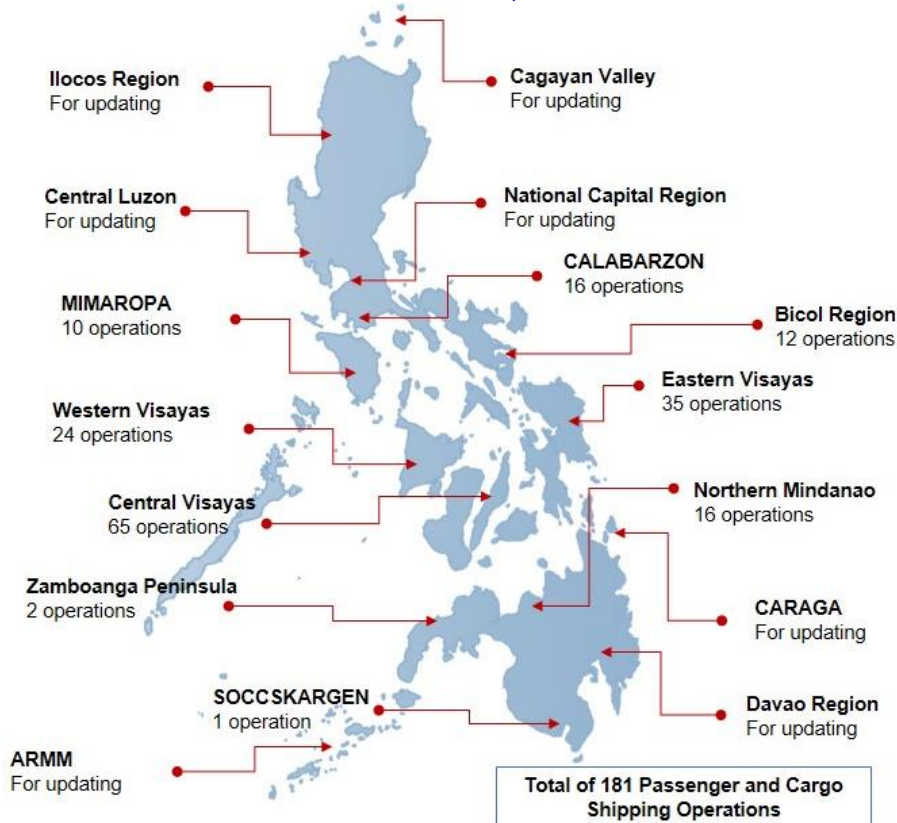 Ilocos Region
For updating
Cagayan Valley
For updating
Central Luzon
For updating
National Capital Region
For updating
CALABARZON
16 operations
MIMAROPA
10 operations
Bicol Region
12 operations
Eastern Visayas
35 operations
Western Visayas
24 operations
Central Visayas
65 operations
Northern Mindanao
16 operations
Zamboanga Peninsula
2 operations
CARAGA
For updating
SOCCSKARGEN
1 operation
Davao Region
For updating
ARMM
For updating
Total of 181 Passenger and Cargo
Shipping Operations